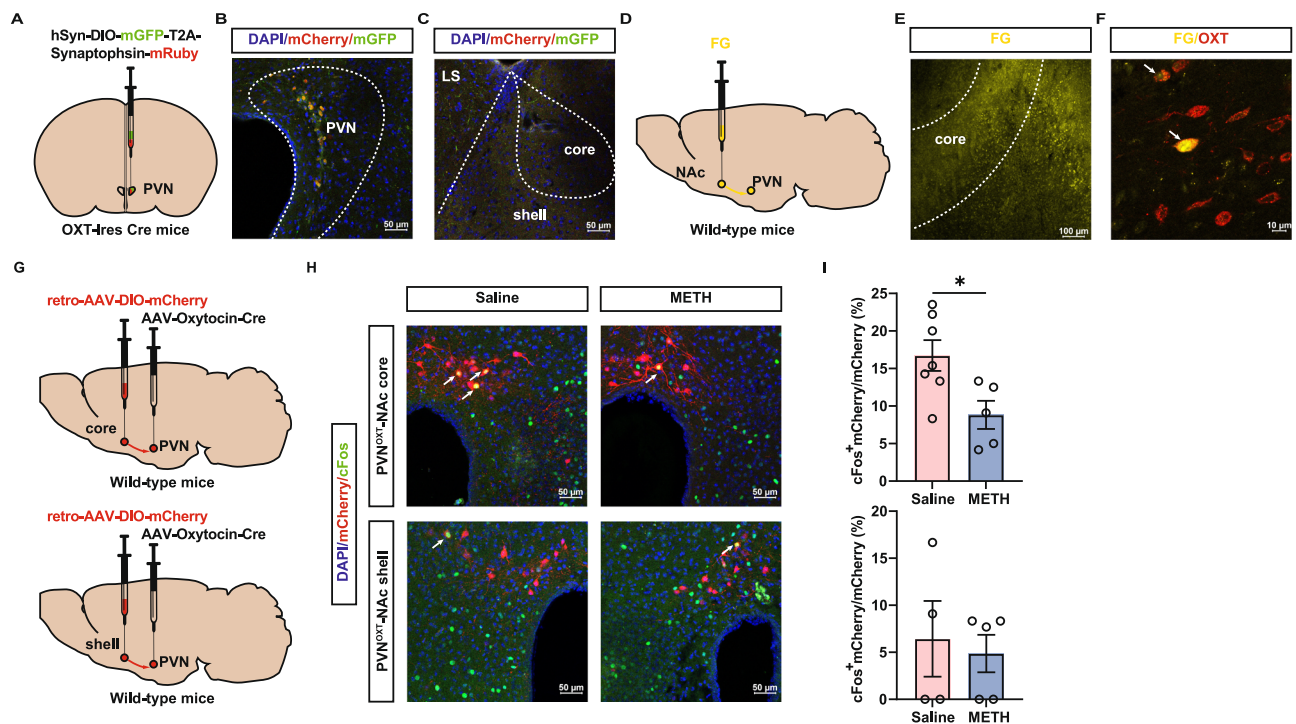 A
hSyn-DIO-mGFP-T2A-
Synaptophsin-mRuby
PVN
OXT-Ires Cre mice
B
DAPI/mCherry/mGFP
PVN
50 µm
C
DAPI/mCherry/mGFP
LS
core
shell
50 µm
D
FG
NAc
PVN
Wild-type mice
E
FG
core
100 µm
F
FG/OXT
10 µm
G
retro-AAV-DIO-mCherry
AAV-Oxytocin-Cre
core
PVN
Wild-type mice
retro-AAV-DIO-mCherry
AAV-Oxytocin-Cre
shell
PVN
Wild-type mice
H
Saline
METH
DAPI/mCherry/cFos
PVNᴼˣᵀ-NAc core
50 µm
50 µm
PVNᴼˣᵀ-NAc shell
50 µm
50 µm
I
cFos⁺mCherry/mCherry (%)
25
20
15
10
5
0
*
Saline
METH
cFos⁺mCherry/mCherry (%)
20
15
10
5
0
Saline
METH